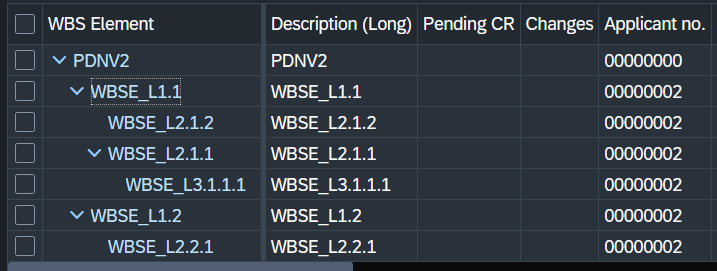 WBS Element Description (Long) Pending CR Changes Applicant no.
PDNV2 PDNV2 00000000
WBSE_L1.1 WBSE_L1.1 00000002
WBSE_L2.1.2 WBSE_L2.1.2 00000002
WBSE_L2.1.1 WBSE_L2.1.1 00000002
WBSE_L3.1.1.1 WBSE_L3.1.1.1 00000002
WBSE_L1.2 WBSE_L1.2 00000002
WBSE_L2.2.1 WBSE_L2.2.1 00000002